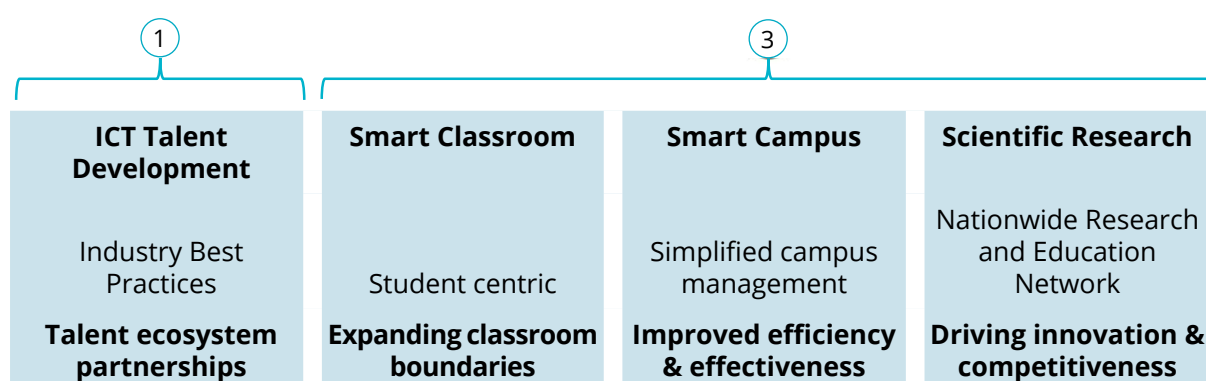 1
3
ICT Talent
Development
Industry Best
Practices
Talent ecosystem
partnerships
Smart Classroom
Student centric
Expanding classroom
boundaries
Smart Campus
Simplified campus
management
Improved efficiency
& effectiveness
Scientific Research
Nationwide Research
and Education
Network
Driving innovation &
competitiveness